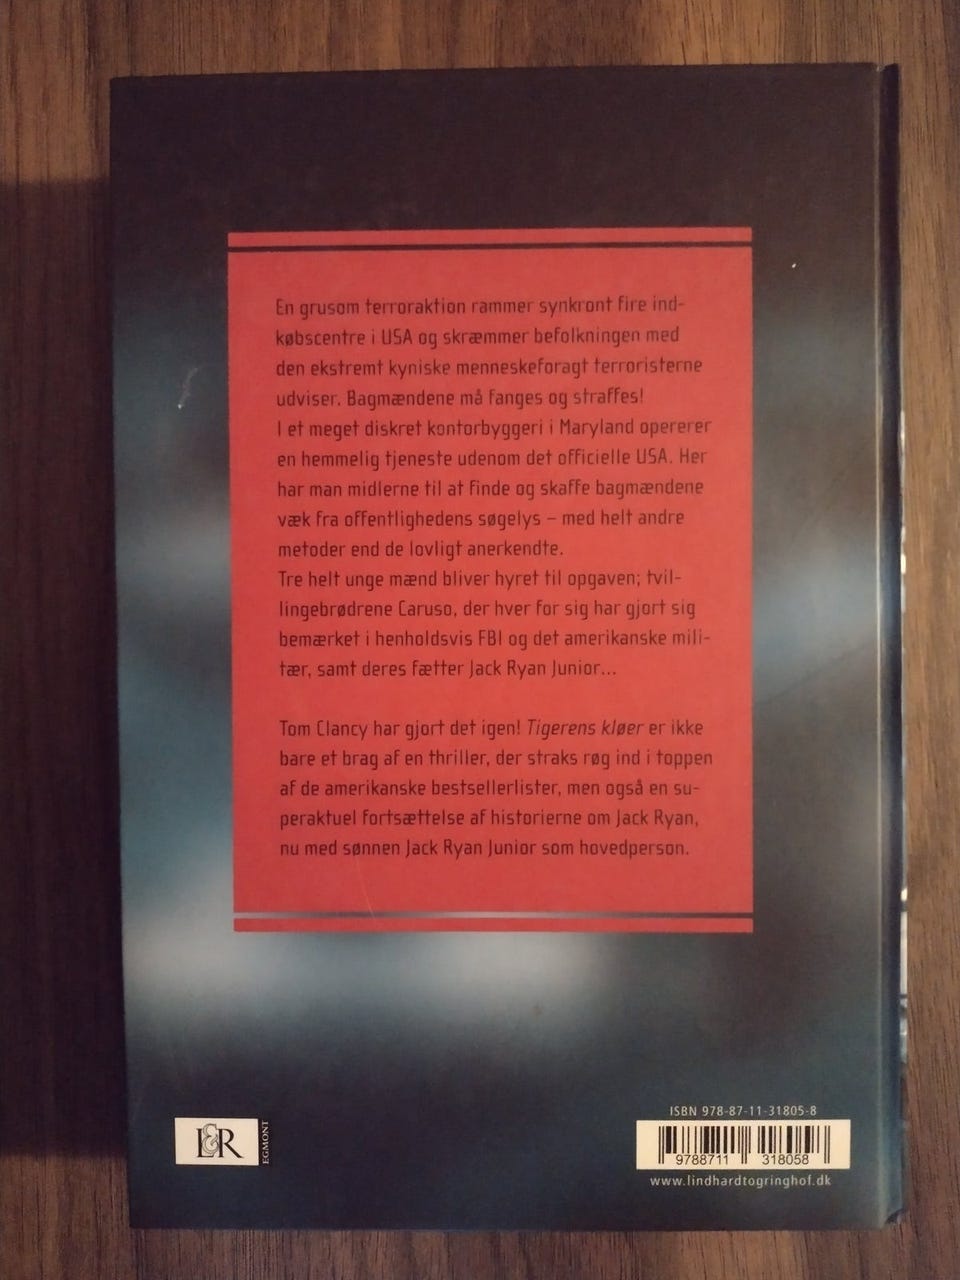 En grusom terroraktion rammer synkront fire ind-
købscentre i USA og skræmmer befolkningen med
den ekstremt kyniske menneskeforagt terroristerne
udviser. Bagmændene må fanges og straffes!
I et meget diskret kontorbyggeri i Maryland opererer
en hemmelig tjeneste udenom det officielle USA. Her
har man midlerne til at finde og skaffe bagmændene
væk fra offentlighedens søgelys – med helt andre
metoder end de lovligt anerkendte.
Tre helt unge mænd bliver hyret til opgaven; tvil-
lingebrødrene Caruso, der hver for sig har gjort sig
bemærket i henholdsvis FBI og det amerikanske mili-
tær, samt deres fætter Jack Ryan Junior...
Tom Clancy har gjort det igen! Tigerens kløer er ikke
bare et brag af en thriller, der straks røg ind i toppen
af de amerikanske bestsellerlister, men også en su-
peraktuel fortsættelse af historierne om Jack Ryan,
nu med sønnen Jack Ryan Junior som hovedperson.
L&R
EGMONT
ISBN 978-87-11-31805-8
9788711 318058
www.lindhardtogringhof.dk